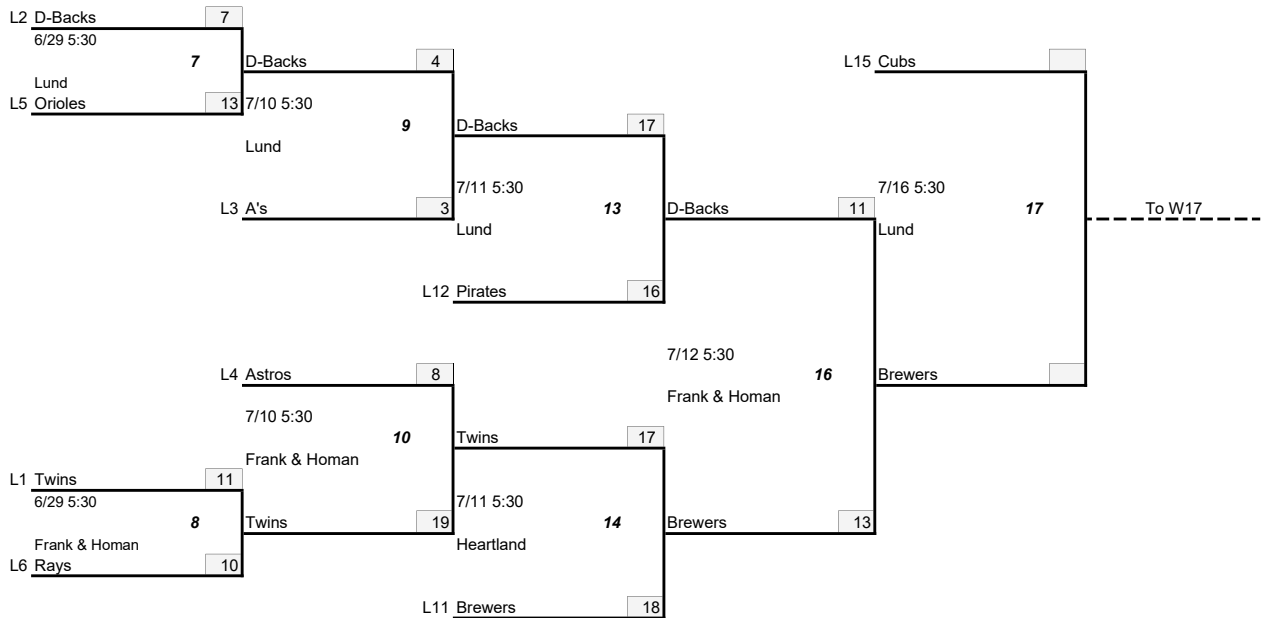 L2 D-Backs 7
6/29 5:30
7
Lund
L5 Orioles 13
D-Backs 4
7/10 5:30
9
Lund
L3 A's 3
D-Backs 17
7/11 5:30
13
Lund
L12 Pirates 16
D-Backs 11
7/12 5:30
16
Frank & Homan
Brewers 13
L4 Astros 8
7/10 5:30
10
Frank & Homan
Twins 19
L1 Twins 11
6/29 5:30
8
Frank & Homan
L6 Rays 10
Twins 17
7/11 5:30
14
Heartland
L11 Brewers 18
L15 Cubs
7/16 5:30
17
Lund
Brewers
To W17